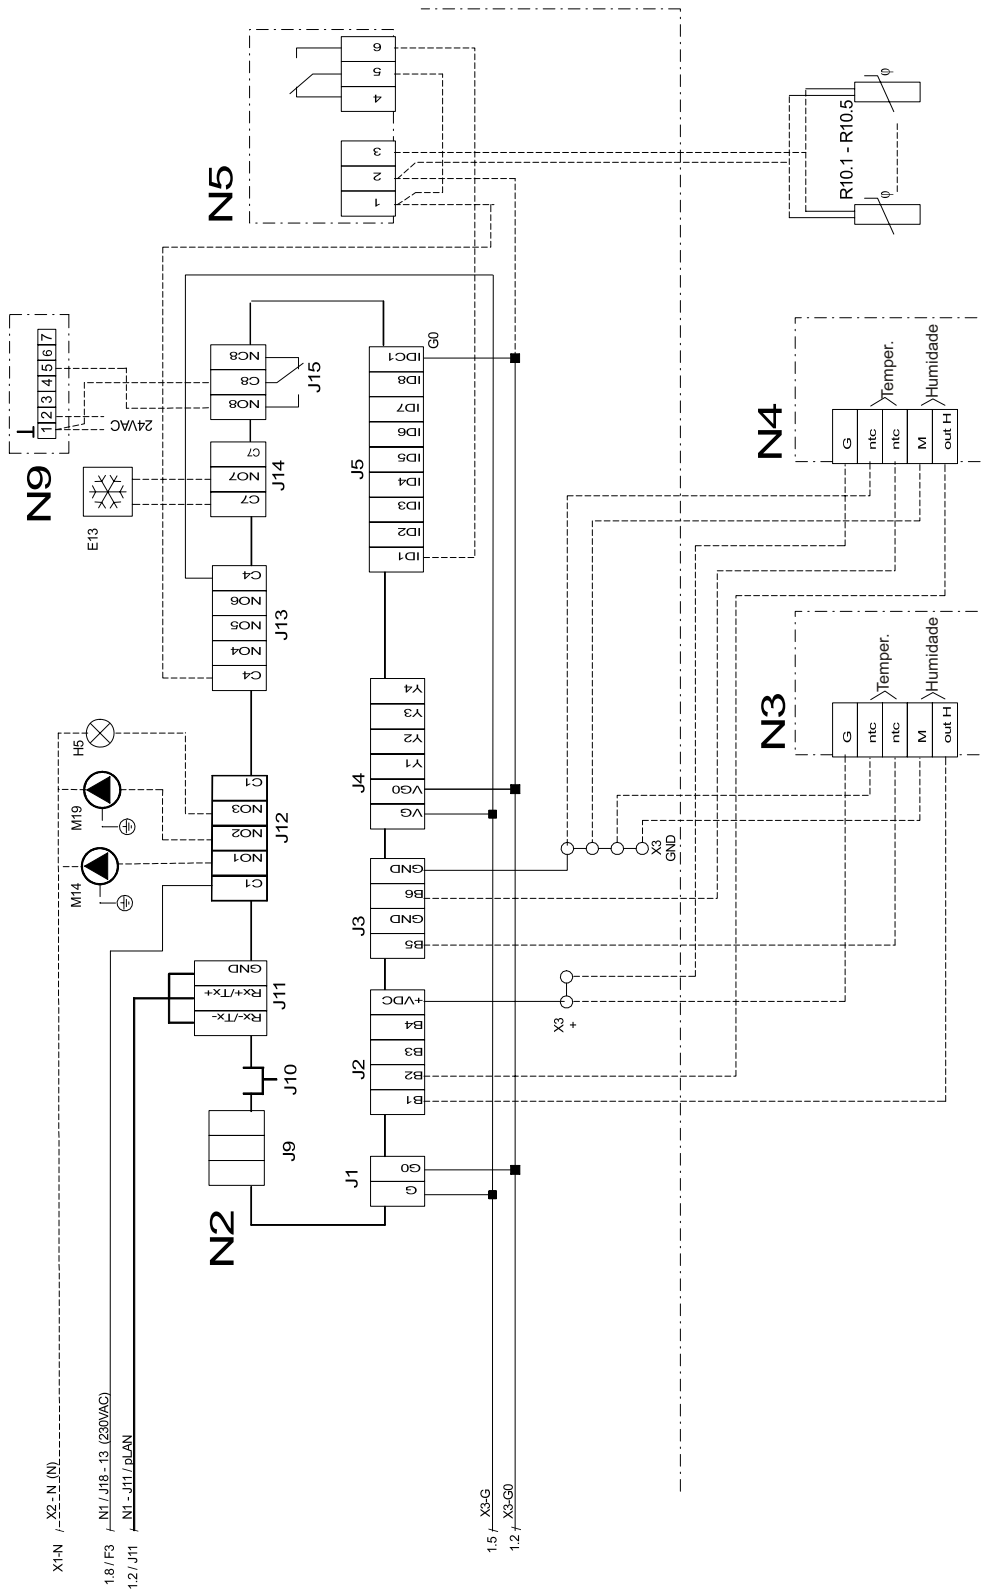 N5
6
5
4
3
2
1
R10.1 - R10.5
φ
φ
N9
1
2
3
4
5
6
7
24VAC
E13
NC8
C8
NO8
J15
C7
NO7
C7
J14
C4
NO6
NO5
NO4
C4
J13
G0
IDC1
ID8
ID7
ID6
ID5
ID4
ID3
ID2
ID1
J5
N4
G
ntc
ntc
M
out H
Temper.
Humidade
N3
G
ntc
ntc
M
out H
Temper.
Humidade
H5
M19
M14
C1
NO3
NO2
NO1
C1
J12
Y4
Y3
Y2
Y1
VG0
VG
J4
GND
B6
GND
B5
J3
X3
GND
GND
Rx+/Tx+
Rx-/Tx-
J11
+VDC
B4
B3
B2
B1
J2
X3
+
J10
J9
G0
G
J1
N2
X1-N / X2 - N (N)
1.8 / F3 N1 / J18 - 13 (230VAC)
1.2 / J11 N1 - J11 / pLAN
1.5 / X3-G
1.2 / X3-G0